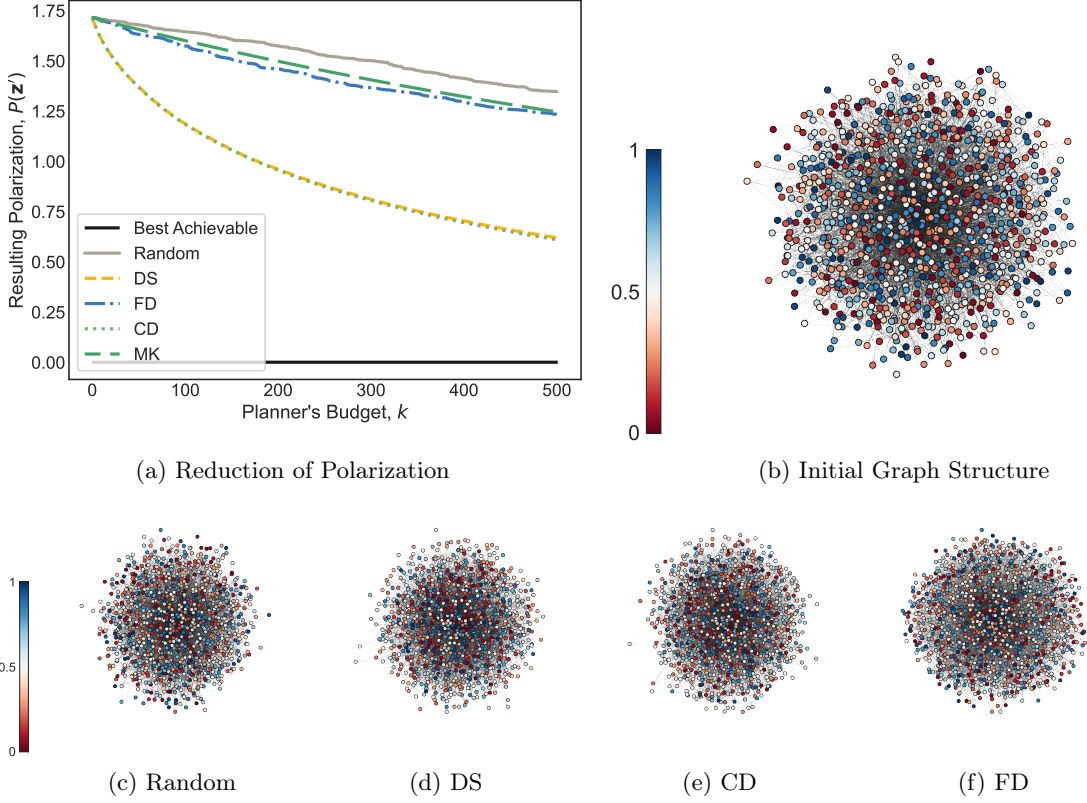 1.75
1.50
1.25
1.00
0.75
0.50
0.25
0.00
Resulting Polarization, P(z′)
Best Achievable
Random
DS
FD
CD
MK
0 100 200 300 400 500
Planner's Budget, k
(a) Reduction of Polarization
1
0.5
0
(b) Initial Graph Structure
1
0.5
0
(c) Random
(d) DS
(e) CD
(f) FD